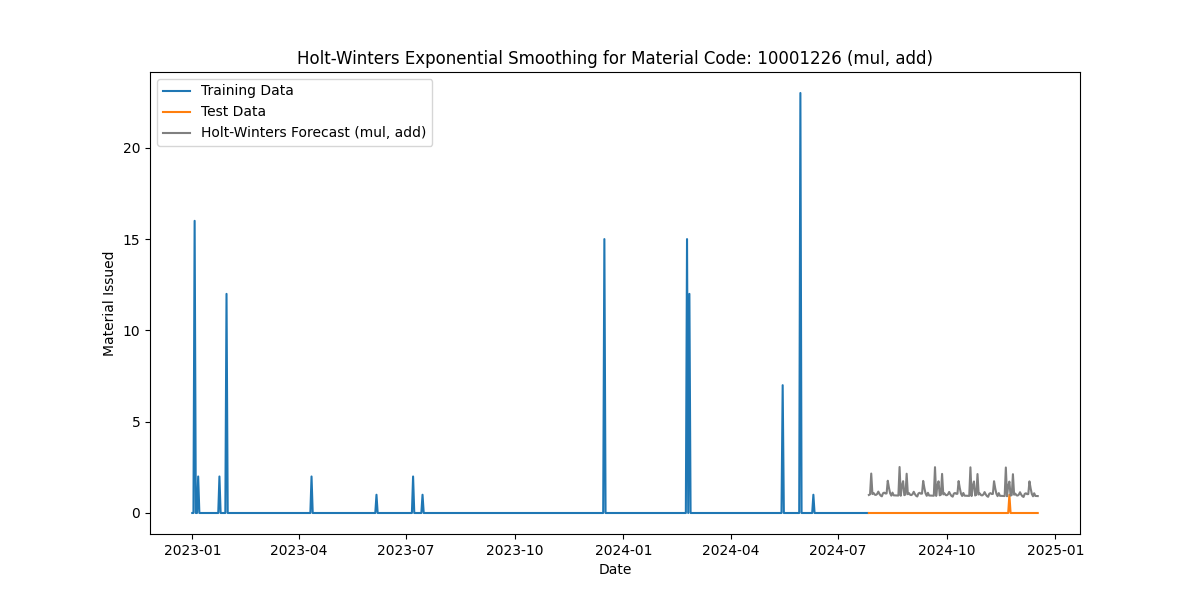 Holt-Winters Exponential Smoothing for Material Code: 10001226 (mul, add)
Training Data
Test Data
Holt-Winters Forecast (mul, add)
Material Issued
20
15
10
5
0
2023-01
2023-04
2023-07
2023-10
2024-01
2024-04
2024-07
2024-10
2025-01
Date